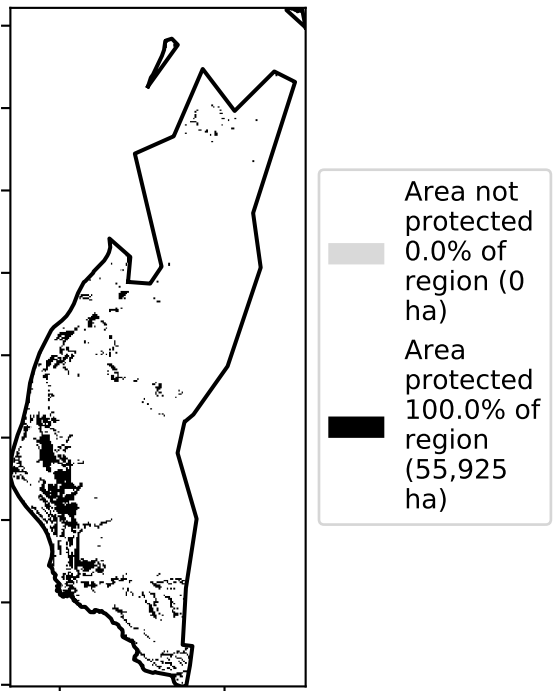 Area not
protected
0.0% of
region (0
ha)
Area
protected
100.0% of
region
(55,925
ha)